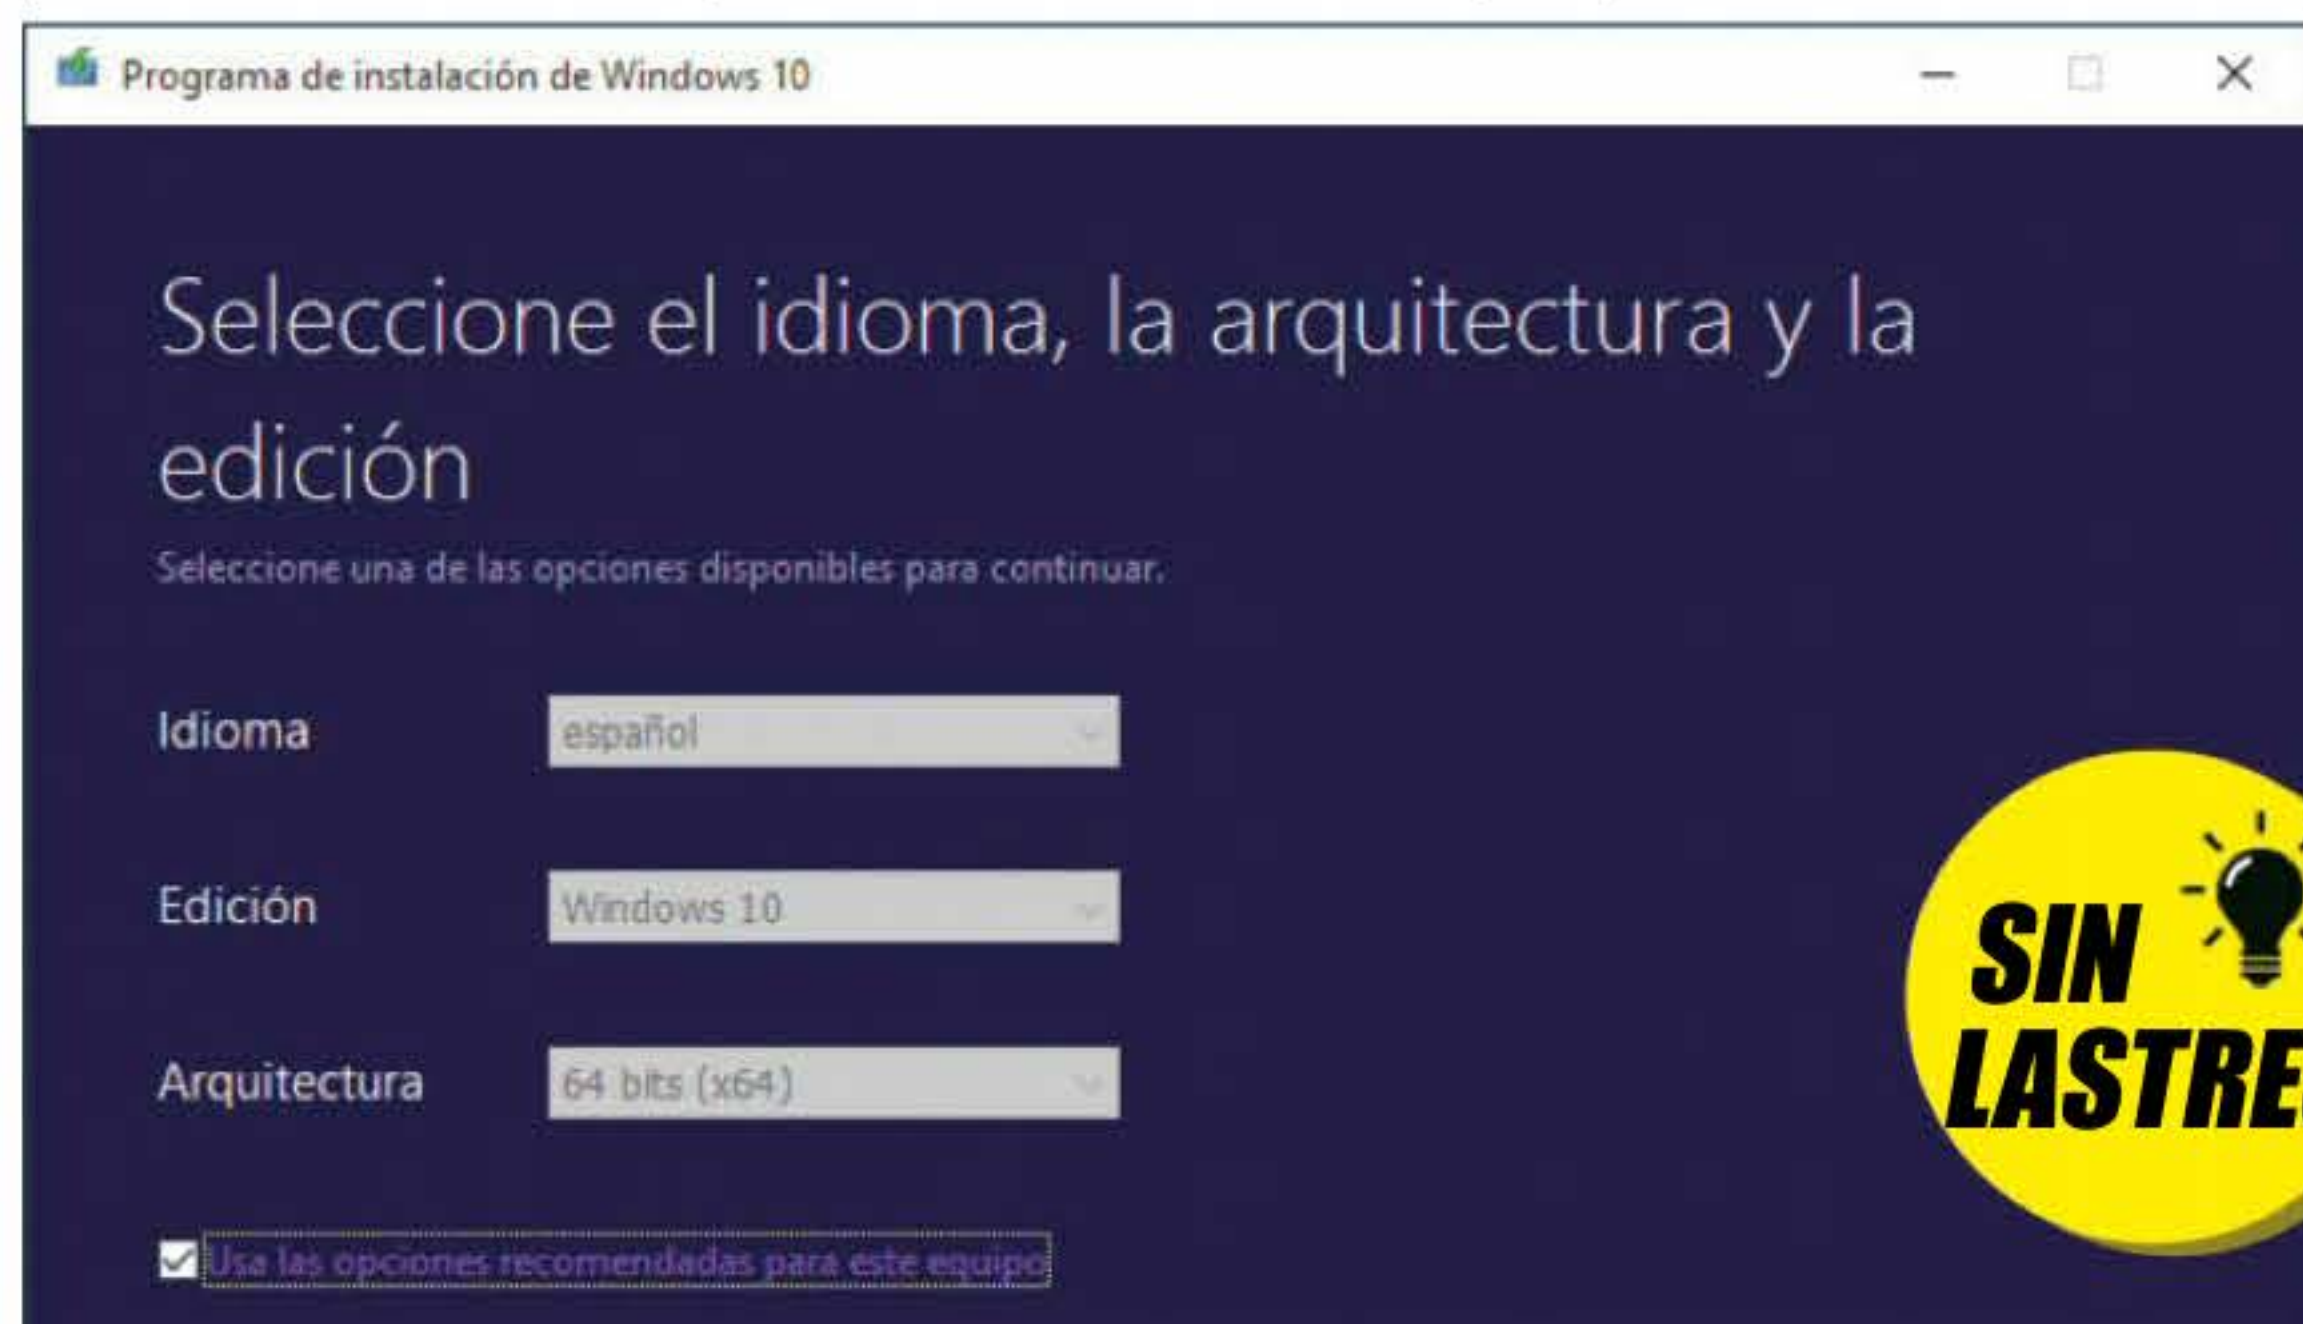 Programa de instalación de Windows 10
Seleccione el idioma, la arquitectura y la
edición
Seleccione una de las opciones disponibles para continuar.
Idioma
español
Edición
Windows 10
Arquitectura
64 bits (x64)
SIN
Usa las opciones recomendadas para este equipo